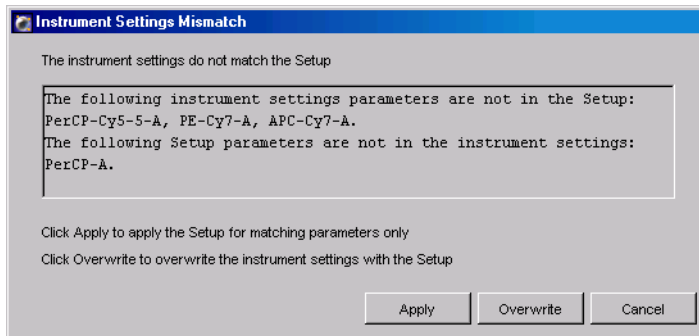 Instrument Settings Mismatch
The instrument settings do not match the Setup
The following instrument settings parameters are not in the Setup:
PerCP-Cy5-5-A, PE-Cy7-A, APC-Cy7-A.
The following Setup parameters are not in the instrument settings:
PerCP-A.
Click Apply to apply the Setup for matching parameters only
Click Overwrite to overwrite the instrument settings with the Setup
Apply Overwrite Cancel